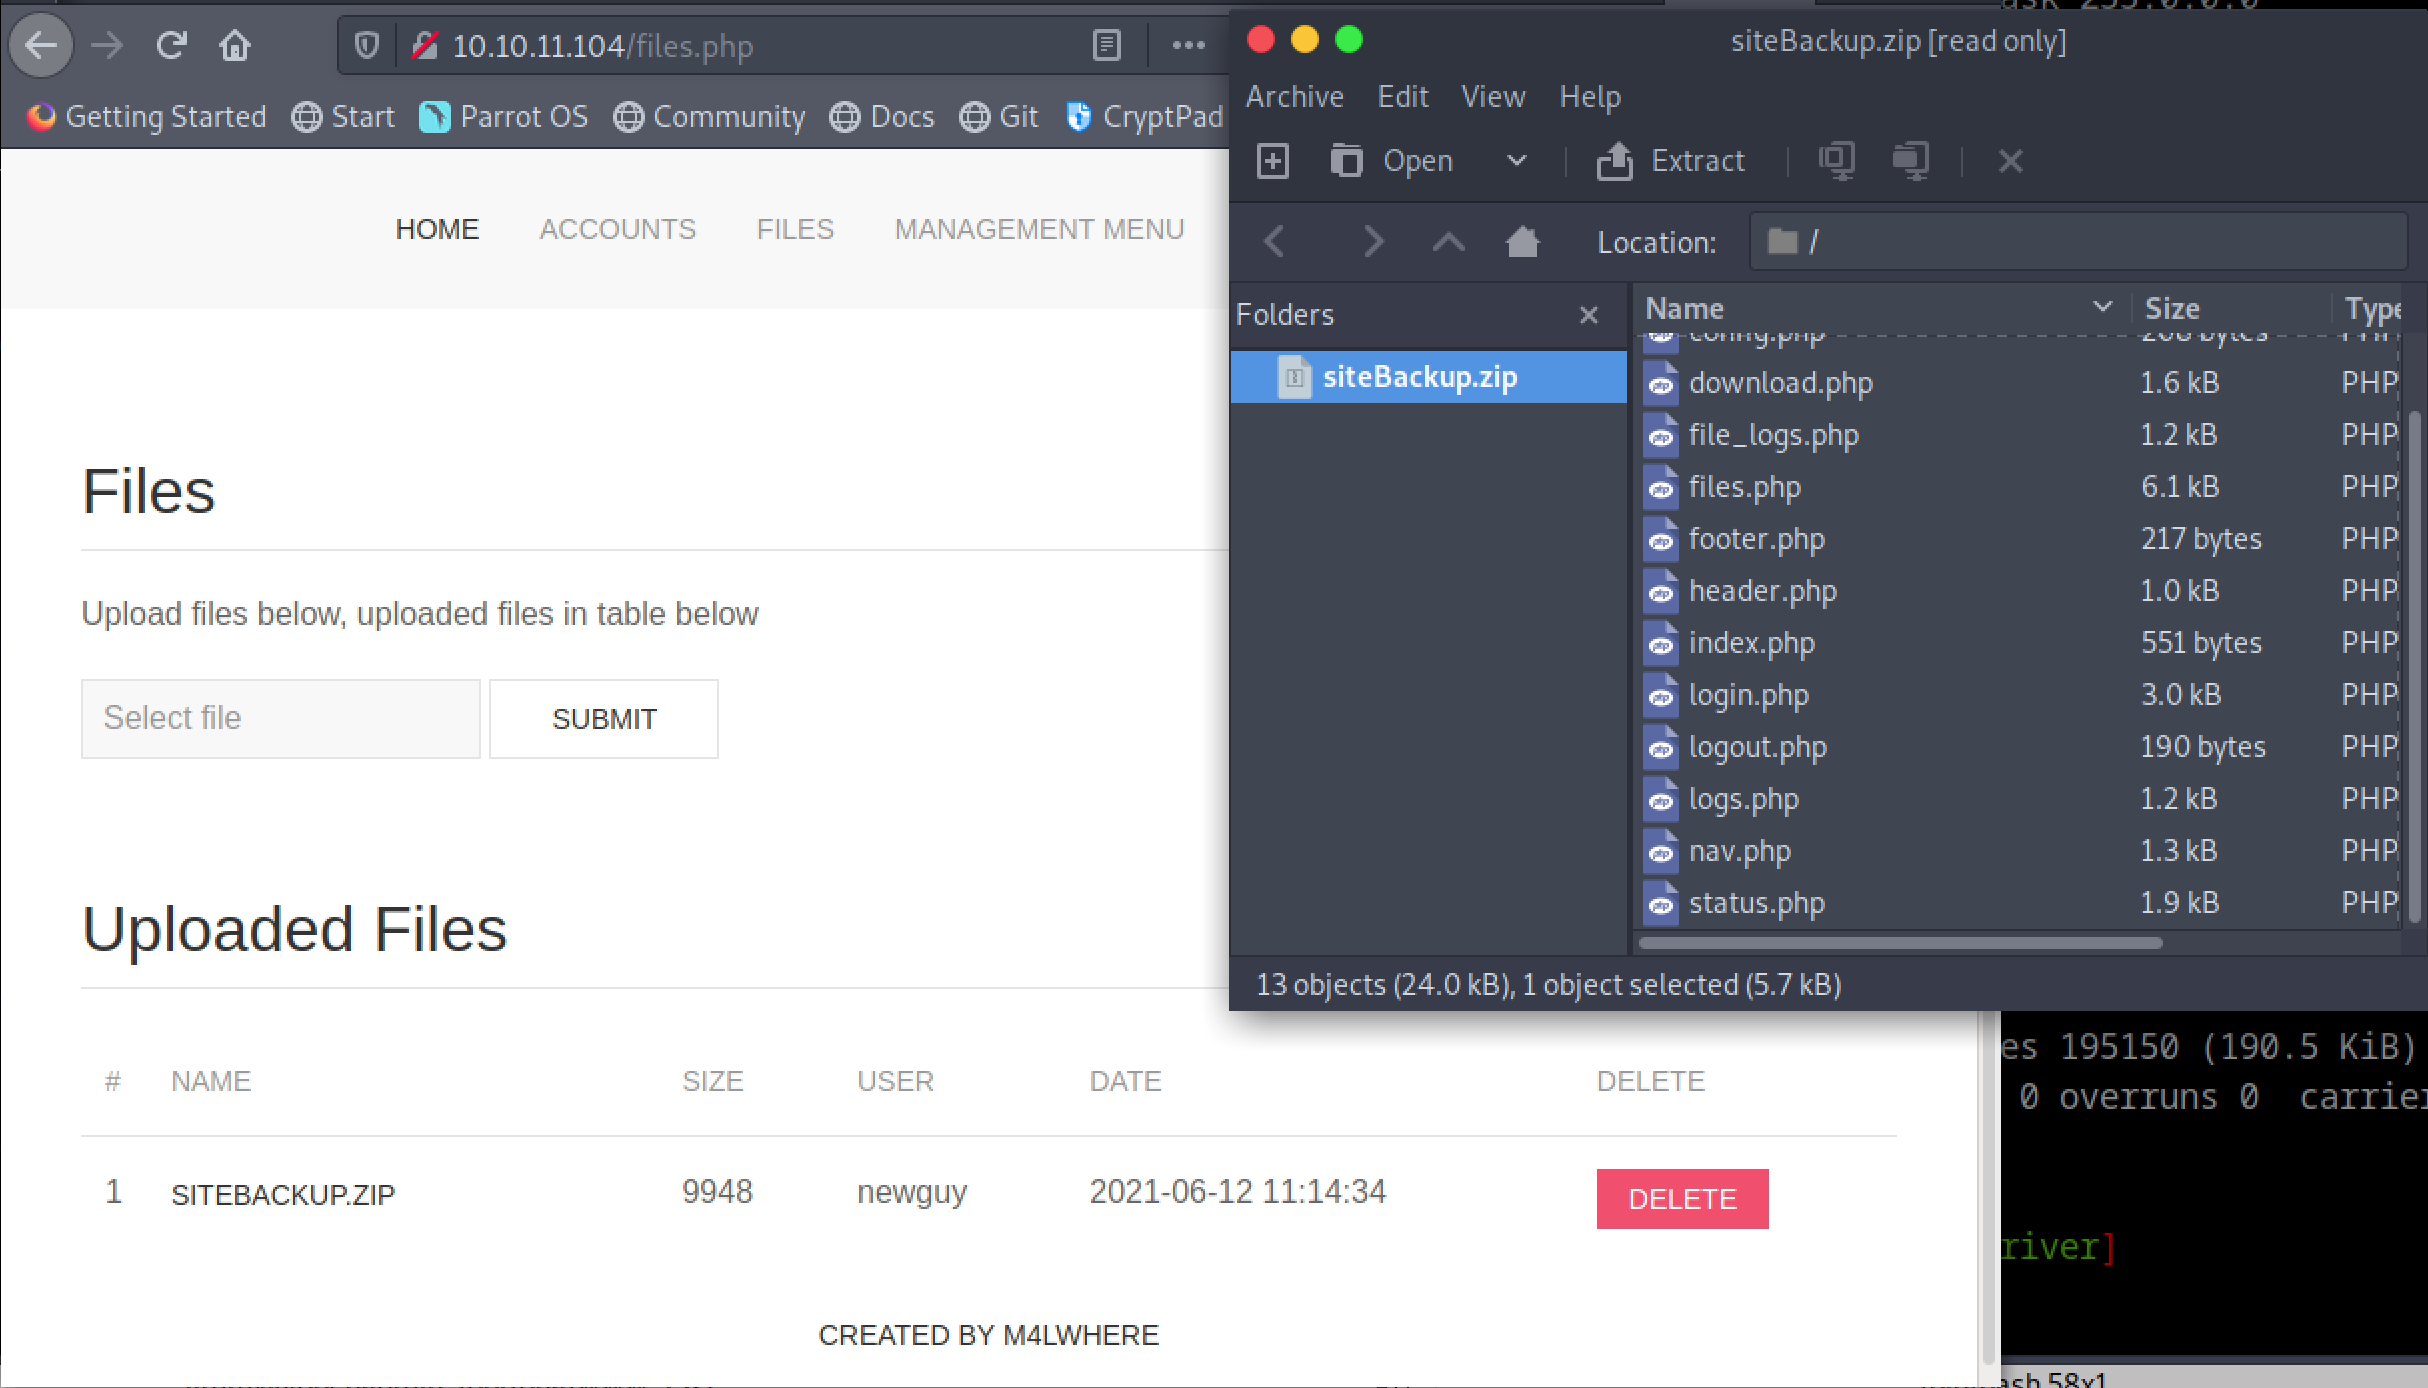 10.10.11.104/files.php
Getting Started Start Parrot OS Community Docs Git CryptPad
HOME ACCOUNTS FILES MANAGEMENT MENU
Files
Upload files below, uploaded files in table below
Select file SUBMIT
Uploaded Files
# NAME SIZE USER DATE DELETE
1 SITEBACKUP.ZIP 9948 newguy 2021-06-12 11:14:34 DELETE
CREATED BY M4LWHERE
siteBackup.zip [read only]
Archive Edit View Help
Open Extract
Location: /
Folders
siteBackup.zip
Name Size Type
config.php
download.php 1.6 kB PHP
file_logs.php 1.2 kB PHP
files.php 6.1 kB PHP
footer.php 217 bytes PHP
header.php 1.0 kB PHP
index.php 551 bytes PHP
login.php 3.0 kB PHP
logout.php 190 bytes PHP
logs.php 1.2 kB PHP
nav.php 1.3 kB PHP
status.php 1.9 kB PHP
13 objects (24.0 kB), 1 object selected (5.7 kB)
es 195150 (190.5 KiB)
0 overruns 0 carrier
river]
ash 58x1